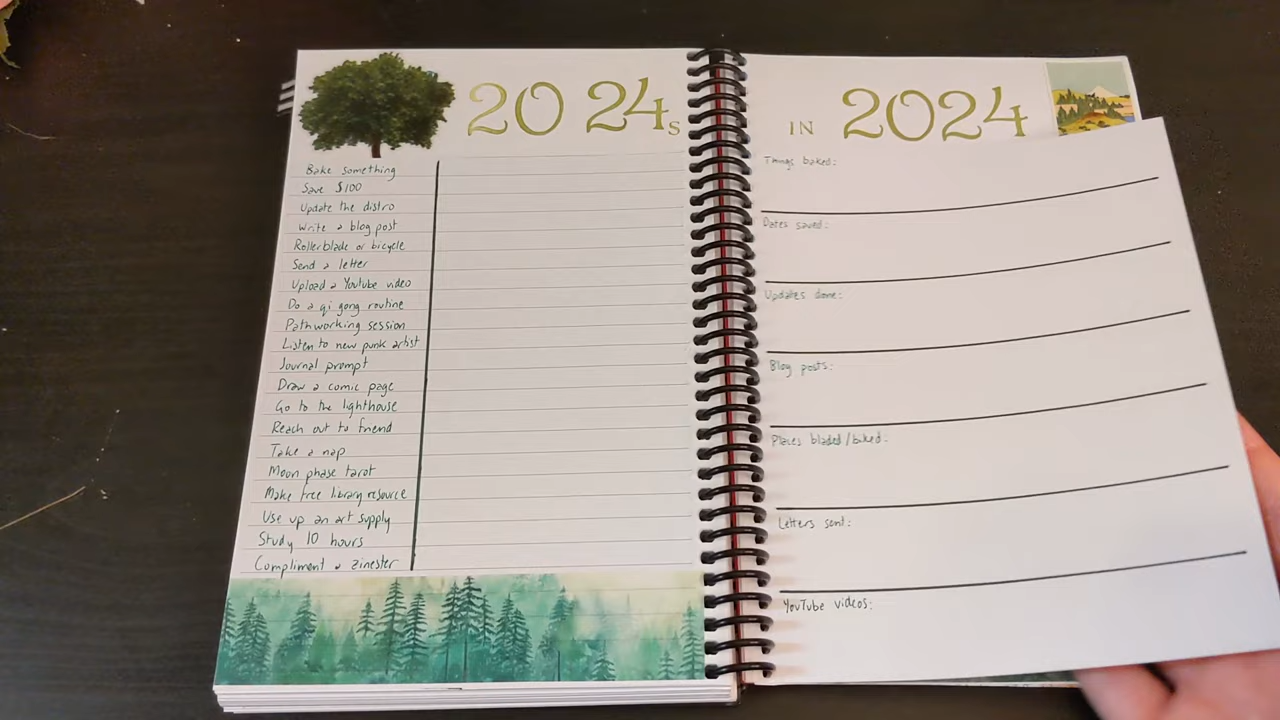 20 24s
Bake something
Save $100
Update the distro
Write a blog post
Rollerblade or bicycle
Send a letter
Upload a Youtube video
Do a qi gong routine
Pathworking session
Listen to new punk artist
Journal prompt
Draw a comic page
Go to the lighthouse
Reach out to friend
Take a nap
Moon phase tarot
Make free library resource
Use up an art supply
Study 10 hours
Compliment a zinester
IN 2024
Things baked:
Dates saved:
Updates done:
Blog posts:
Places bladed/biked:
Letters sent:
YouTube videos: